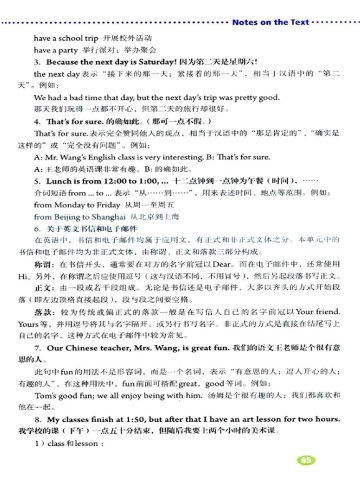 Notes on the Text
have a school trip 开展校外活动
have a party 举行派对；举办聚会
3. Because the next day is Saturday! 因为第二天是星期六！
the next day 表示“接下来的那一天；紧接着的那一天”，相当于汉语中的“第二
天”。例如：
We had a bad time that day, but the next day's trip was pretty good.
那天我们玩得一点都不开心，但第二天的旅行却很好。
4. That's for sure. 的确如此。（那可一点不假。）
That's for sure. 表示完全赞同他人的观点，相当于汉语中的“那是肯定的”、“确实是
这样的”或“完全没有问题”。例如：
A: Mr. Wang's English class is very interesting. B: That's for sure.
A: 王老师的英语课非常有趣。B: 的确如此。
5. Lunch is from 12:00 to 1:00, ... 十二点钟到一点钟为午餐（时间），……
介词短语 from ... to ... 表示“从……到……”，用来表述时间、地点等范围。例如：
from Monday to Friday 从周一至周五
from Beijing to Shanghai 从北京到上海
6. 关于英文书信和电子邮件
在英语中，书信和电子邮件均属于应用文，有正式和非正式文体之分。本单元中的
书信和电子邮件均为非正式文体，由称谓、正文和落款三部分构成。
称谓：在书信开头，通常要在对方的名字前冠以Dear。而在电子邮件中，还常使用
Hi。另外，在称谓之后应使用逗号（这与汉语不同，不用冒号），然后另起段落书写正文。
正文：由一段或若干段组成。无论是书信还是电子邮件，大多以齐头的方式开始段
落（即左边顶格直接起段），段与段之间要空格。
落款：较为传统或偏正式的落款一般是在写信人自己的名字前冠以Your friend,
Yours等，并用逗号将其与名字隔开，或另行书写名字。非正式的方式是直接在结尾写上
自己的名字，这种方式在电子邮件中较为常见。
7. Our Chinese teacher, Mrs. Wang, is great fun. 我们的语文王老师是个很有意
思的人。
此句中fun的用法不是形容词，而是一个名词，表示“有意思的人；逗人开心的人；
有趣的人”。在这种用法中，fun前面可搭配great、good等词。例如：
Tom's good fun; we all enjoy being with him. 汤姆是个很有趣的人；我们都喜欢和
他在一起。
8. My classes finish at 1:50, but after that I have an art lesson for two hours.
我学校的课（下午）一点五十分结束，但随后我要上两个小时的美术课。
1）class和lesson：
65